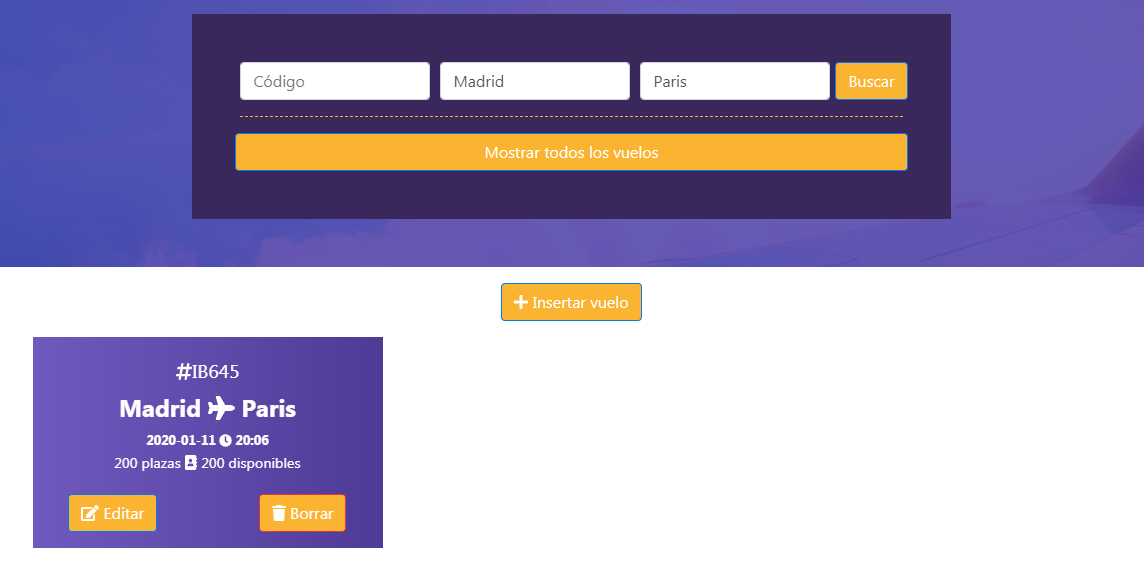 Código Madrid Paris Buscar
Mostrar todos los vuelos
Insertar vuelo
#IB645
Madrid Paris
2020-01-11 20:06
200 plazas 200 disponibles
Editar Borrar